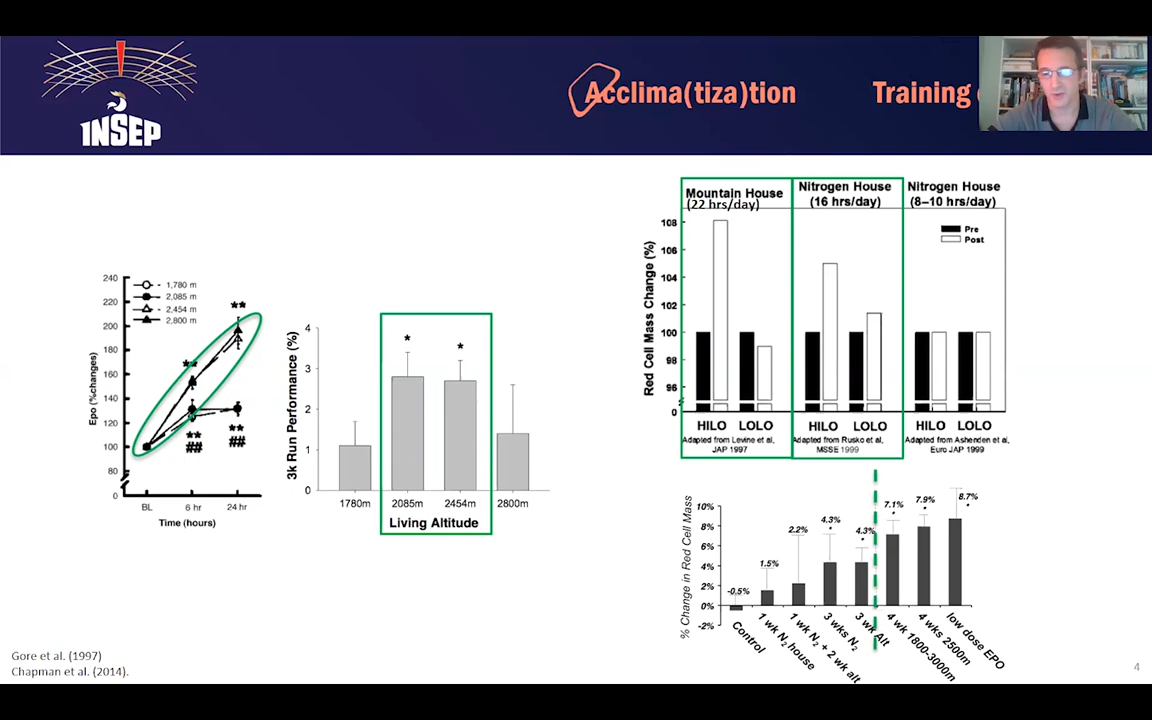 INSEP
Acclima(tiza)tion
Training
240
220
200
180
160
140
120
100
80
0
Epo (%changes)
1,780 m
2,085 m
2,454 m
2,800 m
**
**
**
##
**
##
BL
6 hr
24 hr
Time (hours)
3k Run Performance (%)
4
3
2
1
0
*
*
1780m
2085m
2454m
2800m
Living Altitude
Mountain House
(22 hrs/day)
Nitrogen House
(16 hrs/day)
Nitrogen House
(8–10 hrs/day)
Red Cell Mass Change (%)
108
106
104
102
100
98
96
0
Pre
Post
HILO LOLO
HILO LOLO
HILO LOLO
Adapted from Levine et al,
JAP 1997
Adapted from Rusko et al,
MSSE 1999
Adapted from Ashenden et al,
Euro JAP 1999
% Change in Red Cell Mass
10%
8%
6%
4%
2%
0%
-2%
-0.5%
1.5%
2.2%
4.3%
*
4.3%
*
7.1%
*
7.9%
*
8.7%
*
Control
1 wk N₂ house
1 wk N₂ + 2 wk alt
3 wks N₂
3 wk Alt
4 wk 1800-3000m
4 wks 2500m
low dose EPO
Gore et al. (1997)
Chapman et al. (2014).
4